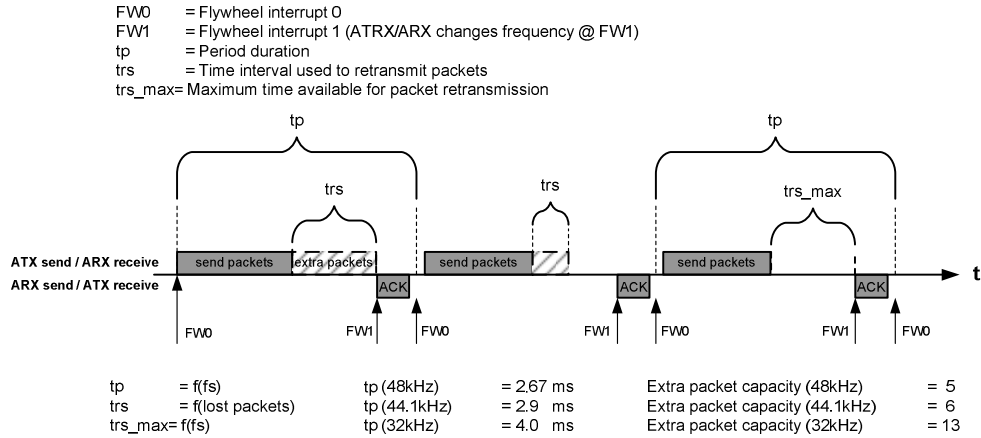 FW0 = Flywheel interrupt 0
FW1 = Flywheel interrupt 1 (ATRX/ARX changes frequency @ FW1)
tp = Period duration
trs = Time interval used to retransmit packets
trs_max= Maximum time available for packet retransmission
tp tp
trs trs trs_max
ATX send / ARX receive send packets extra packets send packets send packets
t
ARX send / ATX receive ACK ACK ACK
FW0 FW1 FW0 FW1 FW0 FW1 FW0
tp = f(fs) tp (48kHz) = 2.67 ms Extra packet capacity (48kHz) = 5
trs = f(lost packets) tp (44.1kHz) = 2.9 ms Extra packet capacity (44.1kHz) = 6
trs_max= f(fs) tp (32kHz) = 4.0 ms Extra packet capacity (32kHz) = 13